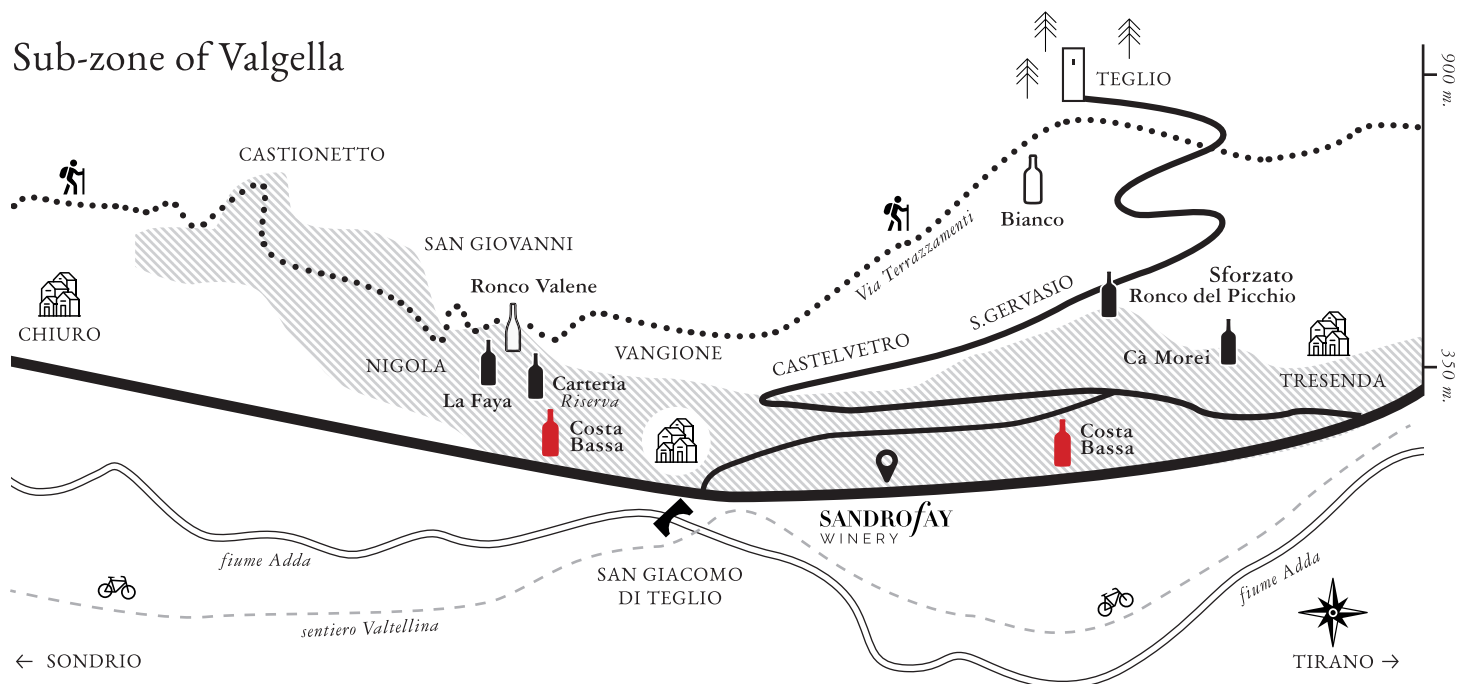 Sub-zone of Valgella
TEGLIO
900 m.
CASTIONETTO
Bianco
SAN GIOVANNI
Via Terrazzamenti
Ronco Valene
S.GERVASIO
Sforzato
Ronco del Picchio
CHIURO
NIGOLA
VANGIONE
CASTELVETRO
Cà Morei
TRESENDA
350 m.
La Faya
Carteria
Riserva
Costa
Bassa
Costa
Bassa
SANDROfAY
WINERY
fiume Adda
SAN GIACOMO
DI TEGLIO
fiume Adda
sentiero Valtellina
← SONDRIO
TIRANO →